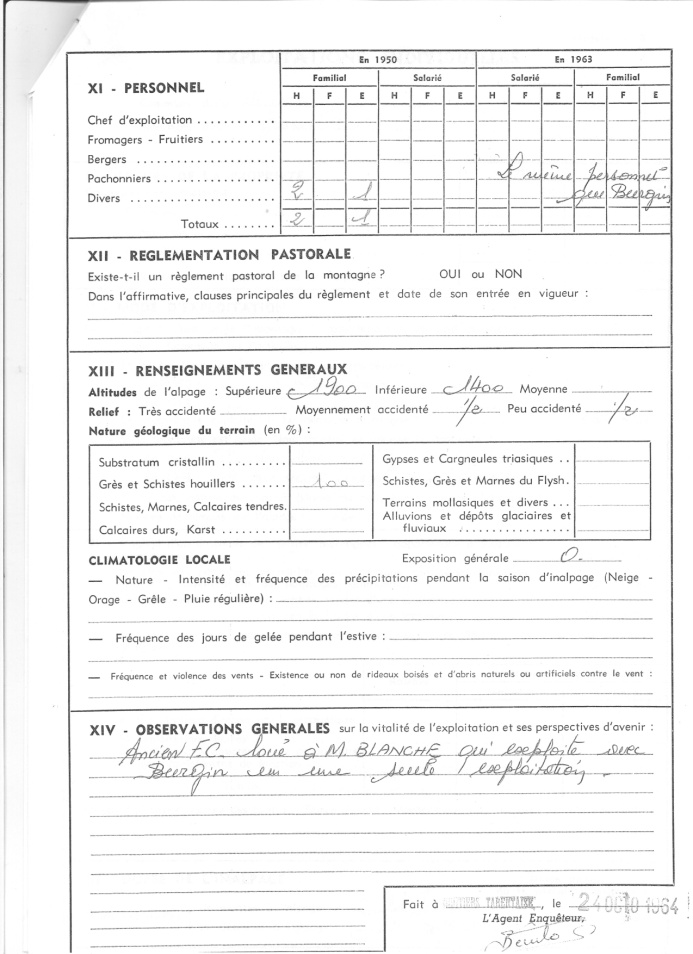 En 1950 En 1963
XI - PERSONNEL
Familial Salarié Salarié Familial
H F E H F E H F E H F E
Chef d'exploitation ............
Fromagers - Fruitiers ..........
Bergers .....................
Pachonniers .................. Le même personnel
Divers ..................... 2 1 que Beurgin
Totaux ........ 2 1
XII - REGLEMENTATION PASTORALE
Existe-t-il un règlement pastoral de la montagne ? OUI ou NON
Dans l'affirmative, clauses principales du règlement et date de son entrée en vigueur :
XIII - RENSEIGNEMENTS GENERAUX
Altitudes de l'alpage : Supérieure 1900 Inférieure 1400 Moyenne
Relief : Très accidenté Moyennement accidenté 1/2 Peu accidenté 1/2
Nature géologique du terrain (en %) :
Substratum cristallin .......... Gypses et Cargneules triasiques ..
Grès et Schistes houillers ....... 100 Schistes, Grès et Marnes du Flysh.
Schistes, Marnes, Calcaires tendres. Terrains mollasiques et divers ...
Calcaires durs, Karst .......... Alluvions et dépôts glaciaires et
fluviaux .................
CLIMATOLOGIE LOCALE Exposition générale O.
— Nature - Intensité et fréquence des précipitations pendant la saison d'inalpage (Neige -
Orage - Grêle - Pluie régulière) :
— Fréquence des jours de gelée pendant l'estive :
— Fréquence et violence des vents - Existence ou non de rideaux boisés et d'abris naturels ou artificiels contre le vent :
XIV - OBSERVATIONS GENERALES sur la vitalité de l'exploitation et ses perspectives d'avenir :
Ancien F.C. loué à M. BLANCHE qui exploite avec
Beurgin en une seule exploitation.
Fait à MOUTIERS TARENTAISE, le 24 1964
L'Agent Enquêteur,